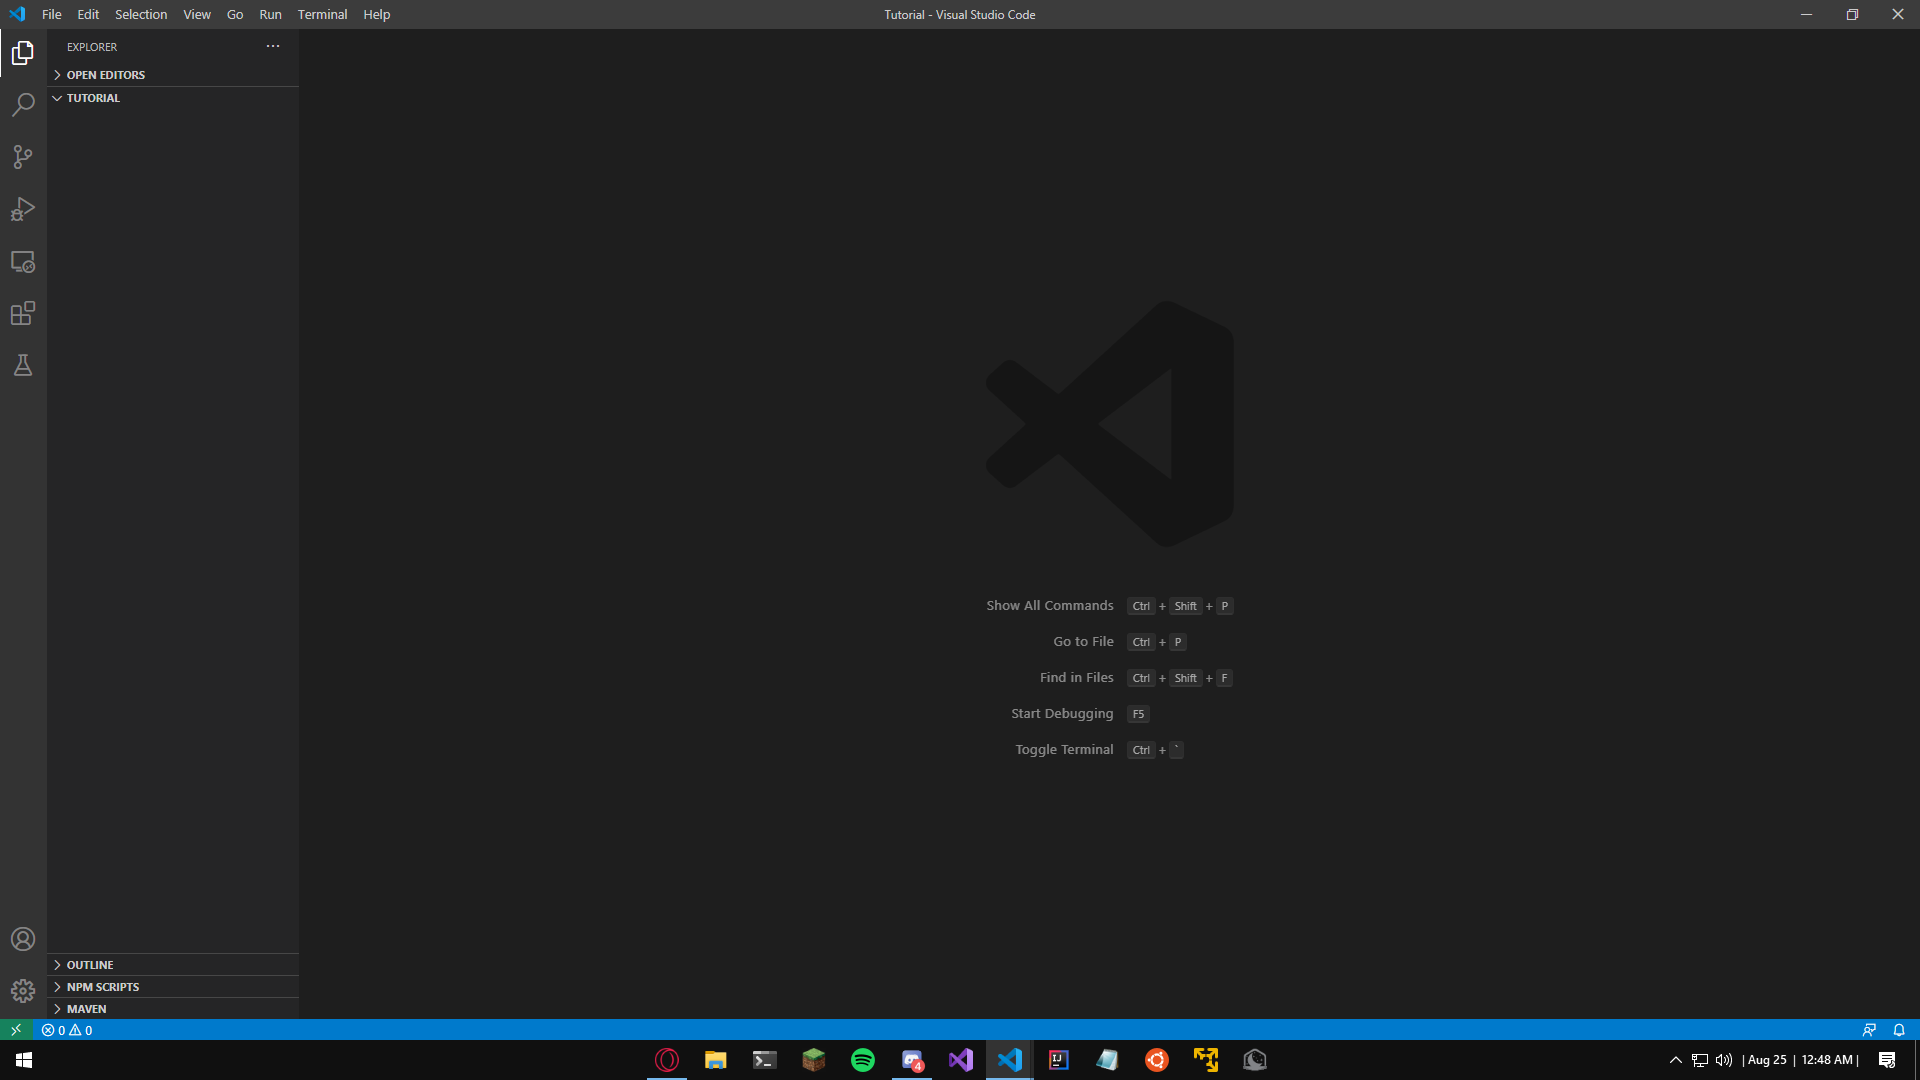 File Edit Selection View Go Run Terminal Help
Tutorial - Visual Studio Code
EXPLORER
OPEN EDITORS
TUTORIAL
Show All Commands Ctrl + Shift + P
Go to File Ctrl + P
Find in Files Ctrl + Shift + F
Start Debugging F5
Toggle Terminal Ctrl + `
OUTLINE
NPM SCRIPTS
MAVEN
0 0
IJ
4
| Aug 25 | 12:48 AM |